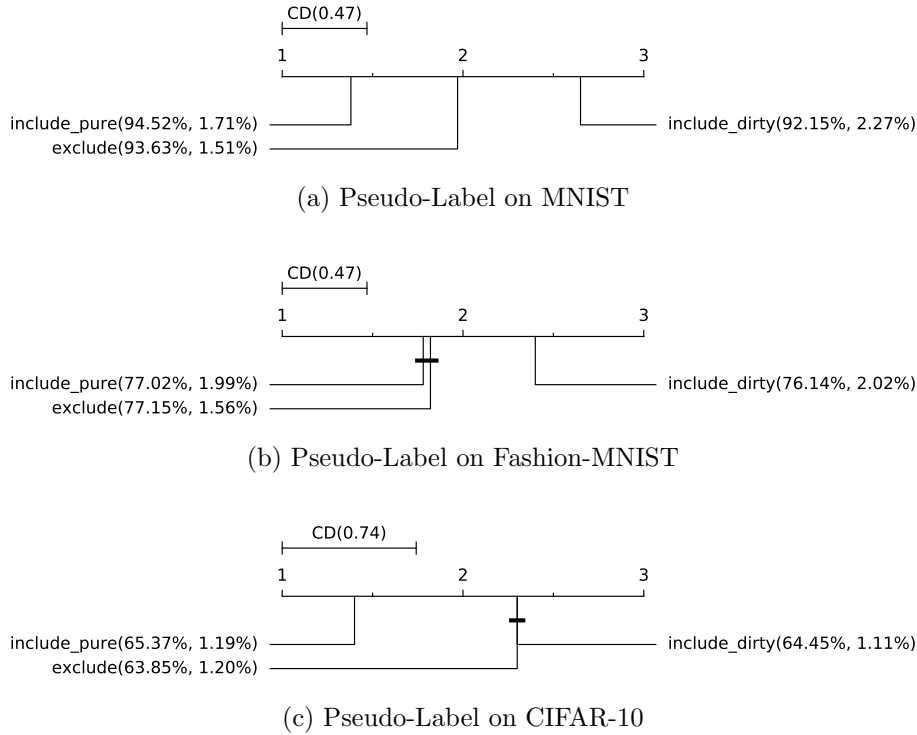 CD(0.47)
1 2 3
include_pure(94.52%, 1.71%) include_dirty(92.15%, 2.27%)
exclude(93.63%, 1.51%)
(a) Pseudo-Label on MNIST
CD(0.47)
1 2 3
include_pure(77.02%, 1.99%) include_dirty(76.14%, 2.02%)
exclude(77.15%, 1.56%)
(b) Pseudo-Label on Fashion-MNIST
CD(0.74)
1 2 3
include_pure(65.37%, 1.19%) include_dirty(64.45%, 1.11%)
exclude(63.85%, 1.20%)
(c) Pseudo-Label on CIFAR-10